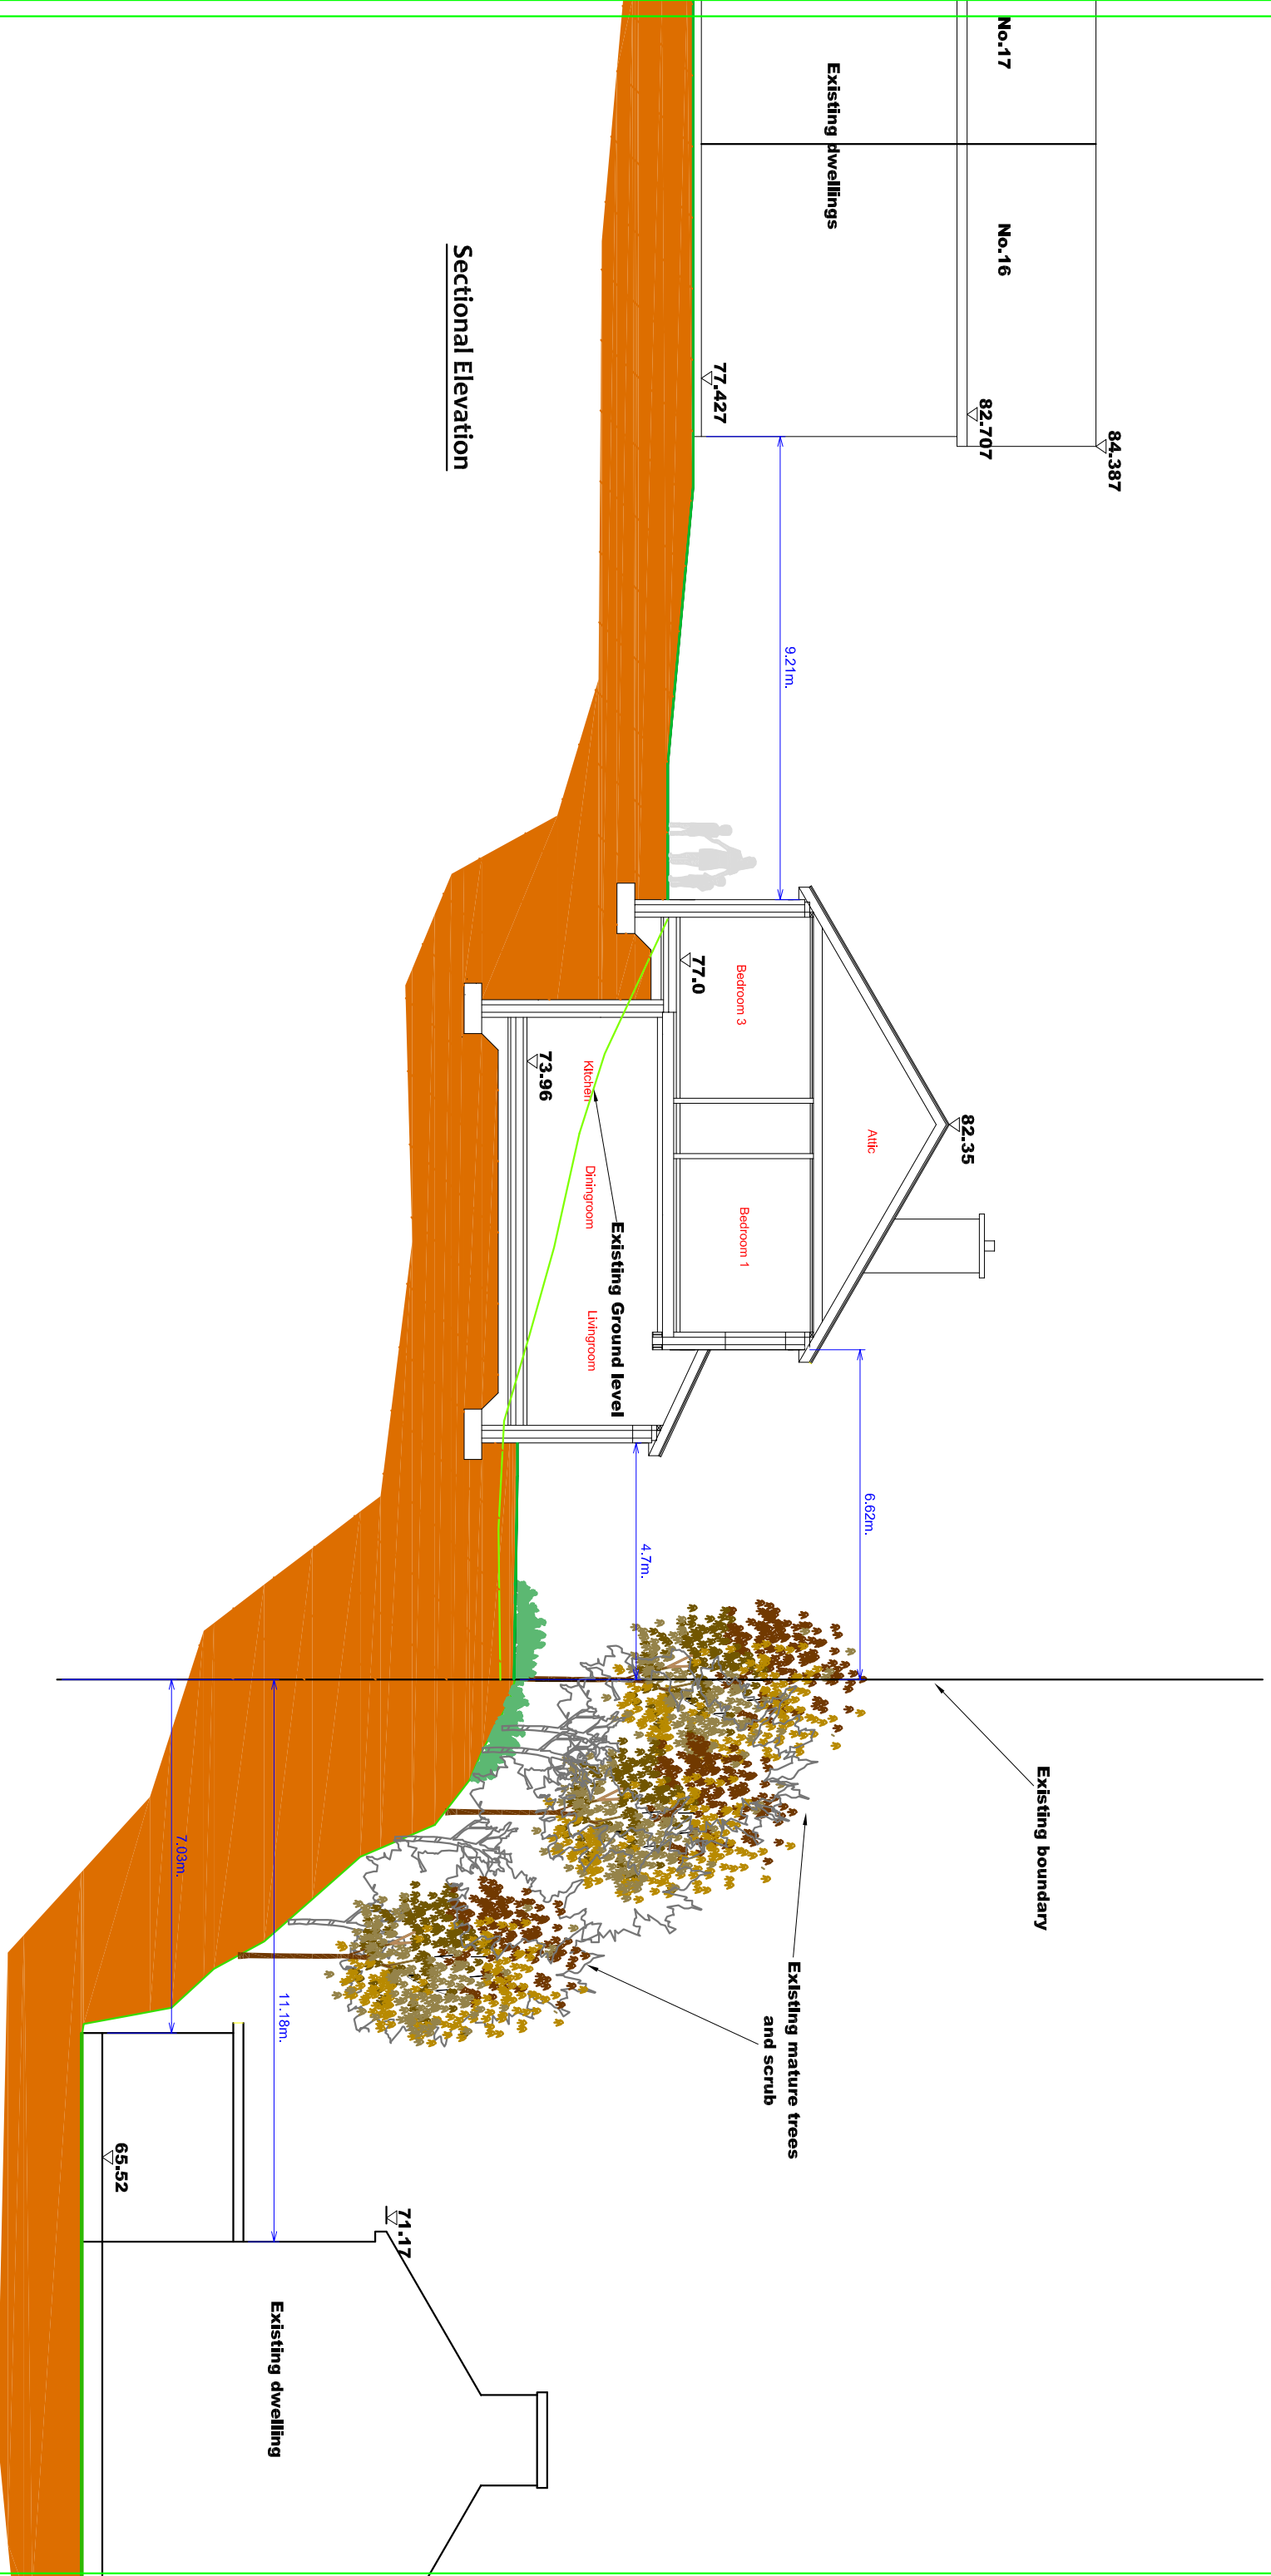 No.17
No.16
Existing dwellings
84.387
82.707
77.427
9.21m.
Sectional Elevation
82.35
Attic
Bedroom 3
Bedroom 1
77.0
Existing Ground level
Kitchen
Diningroom
Livingroom
73.96
6.62m.
4.7m.
Existing boundary
Existing mature trees
and scrub
7.03m.
11.18m.
65.52
71.17
Existing dwelling